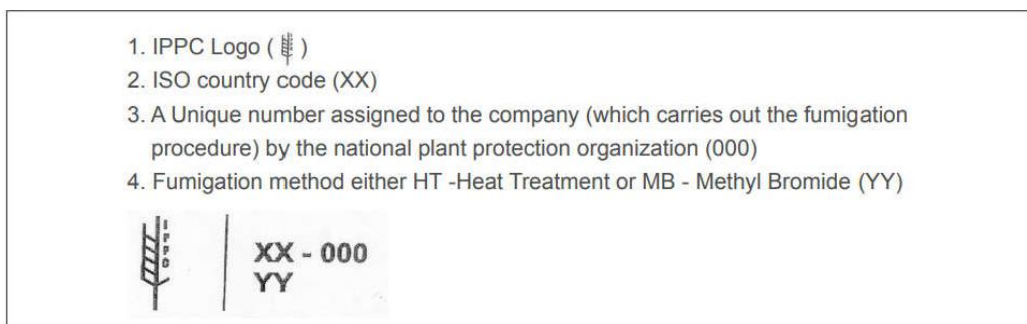 1. IPPC Logo ( )
2. ISO country code (XX)
3. A Unique number assigned to the company (which carries out the fumigation
procedure) by the national plant protection organization (000)
4. Fumigation method either HT -Heat Treatment or MB - Methyl Bromide (YY)
IPPC
XX - 000
YY